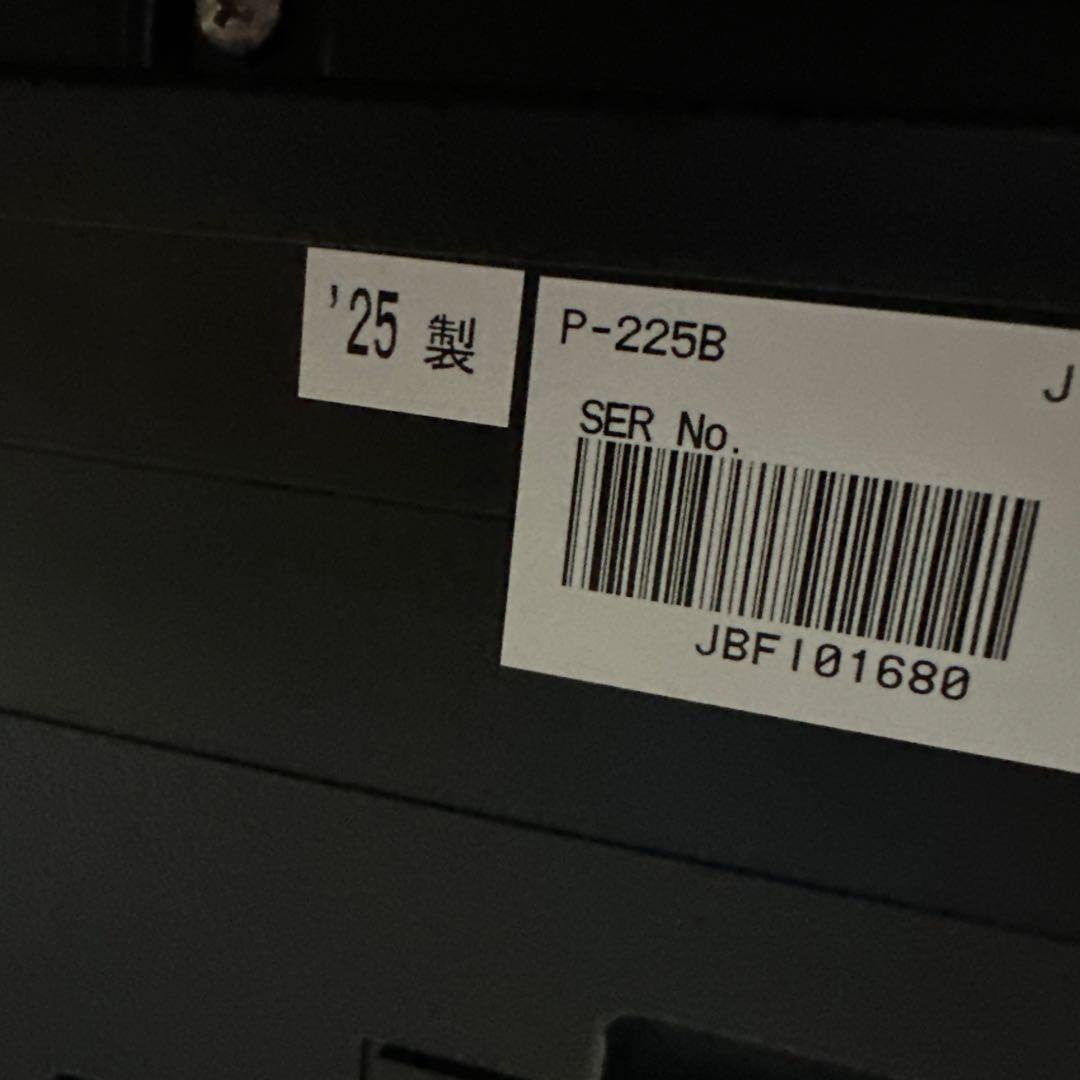 '25 製
P-225B
J
SER No.
JBFI01680